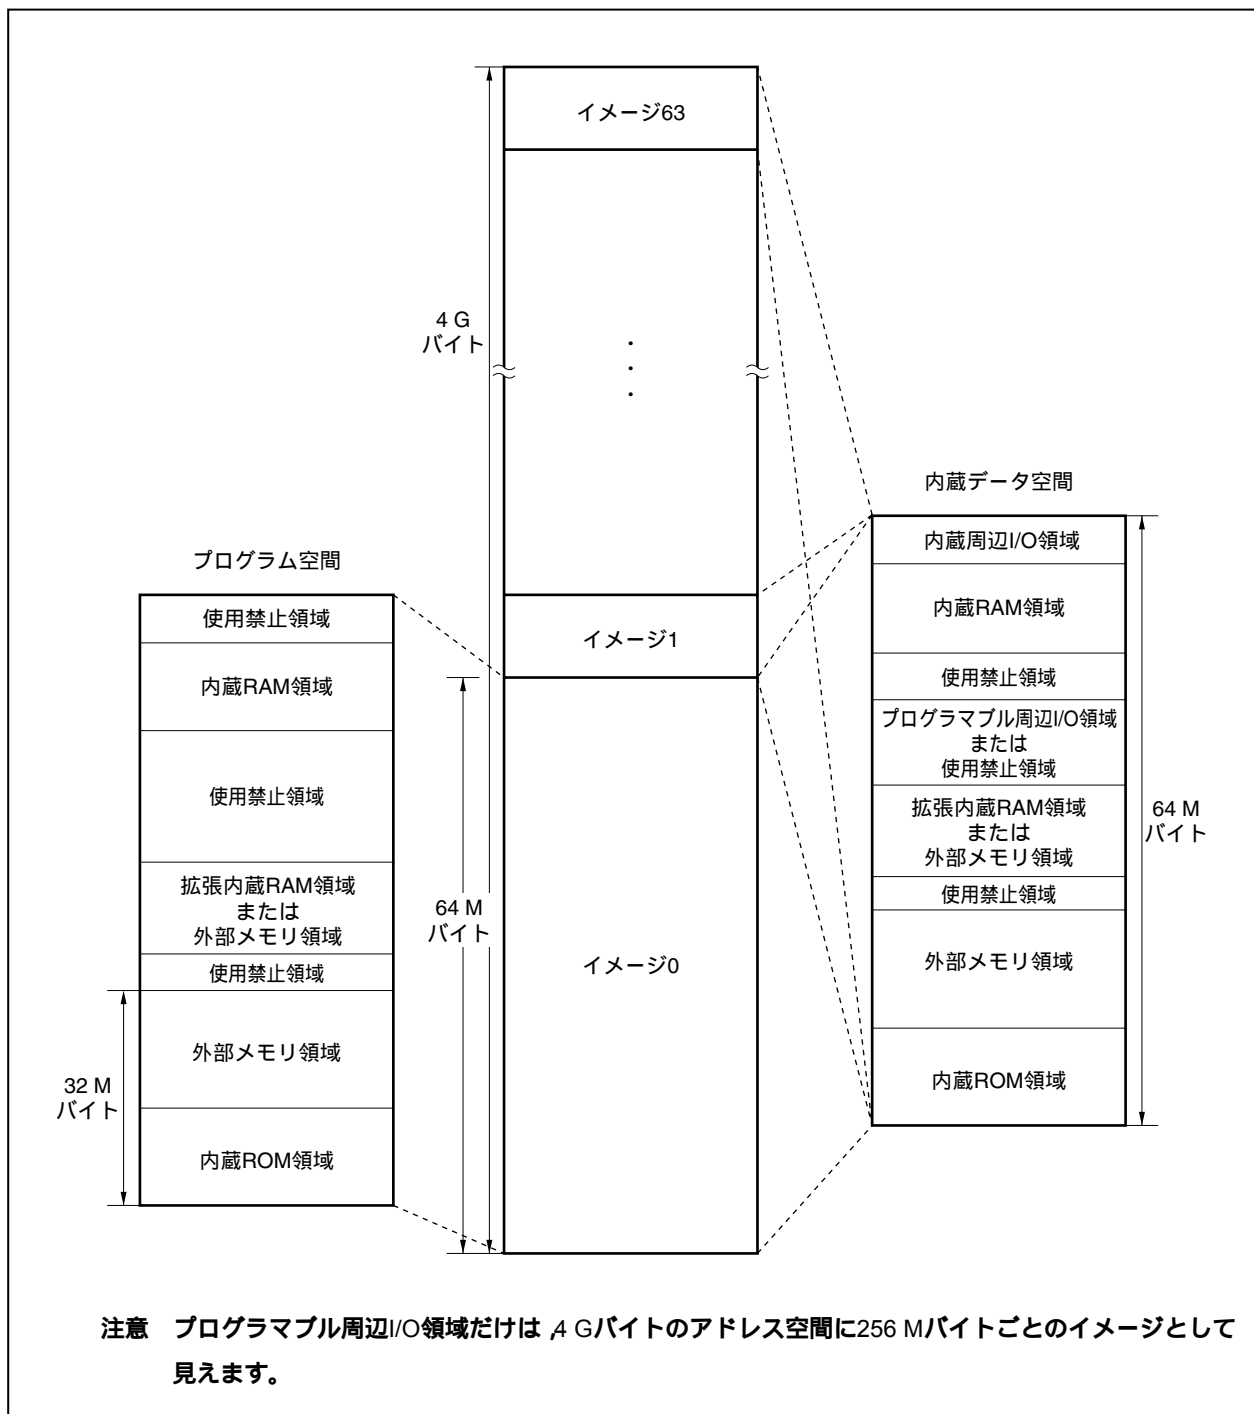 イメージ63
4 G
バイト
・
・
・
内蔵データ空間
プログラム空間
イメージ1
イメージ0
64 M
バイト
使用禁止領域
内蔵RAM領域
使用禁止領域
拡張内蔵RAM領域
または
外部メモリ領域
使用禁止領域
外部メモリ領域
内蔵ROM領域
32 M
バイト
内蔵周辺I/O領域
内蔵RAM領域
使用禁止領域
プログラマブル周辺I/O領域
または
使用禁止領域
拡張内蔵RAM領域
または
外部メモリ領域
使用禁止領域
外部メモリ領域
内蔵ROM領域
64 M
バイト
注意 プログラマブル周辺I/O領域だけは,4 Gバイトのアドレス空間に256 Mバイトごとのイメージとして
見えます。